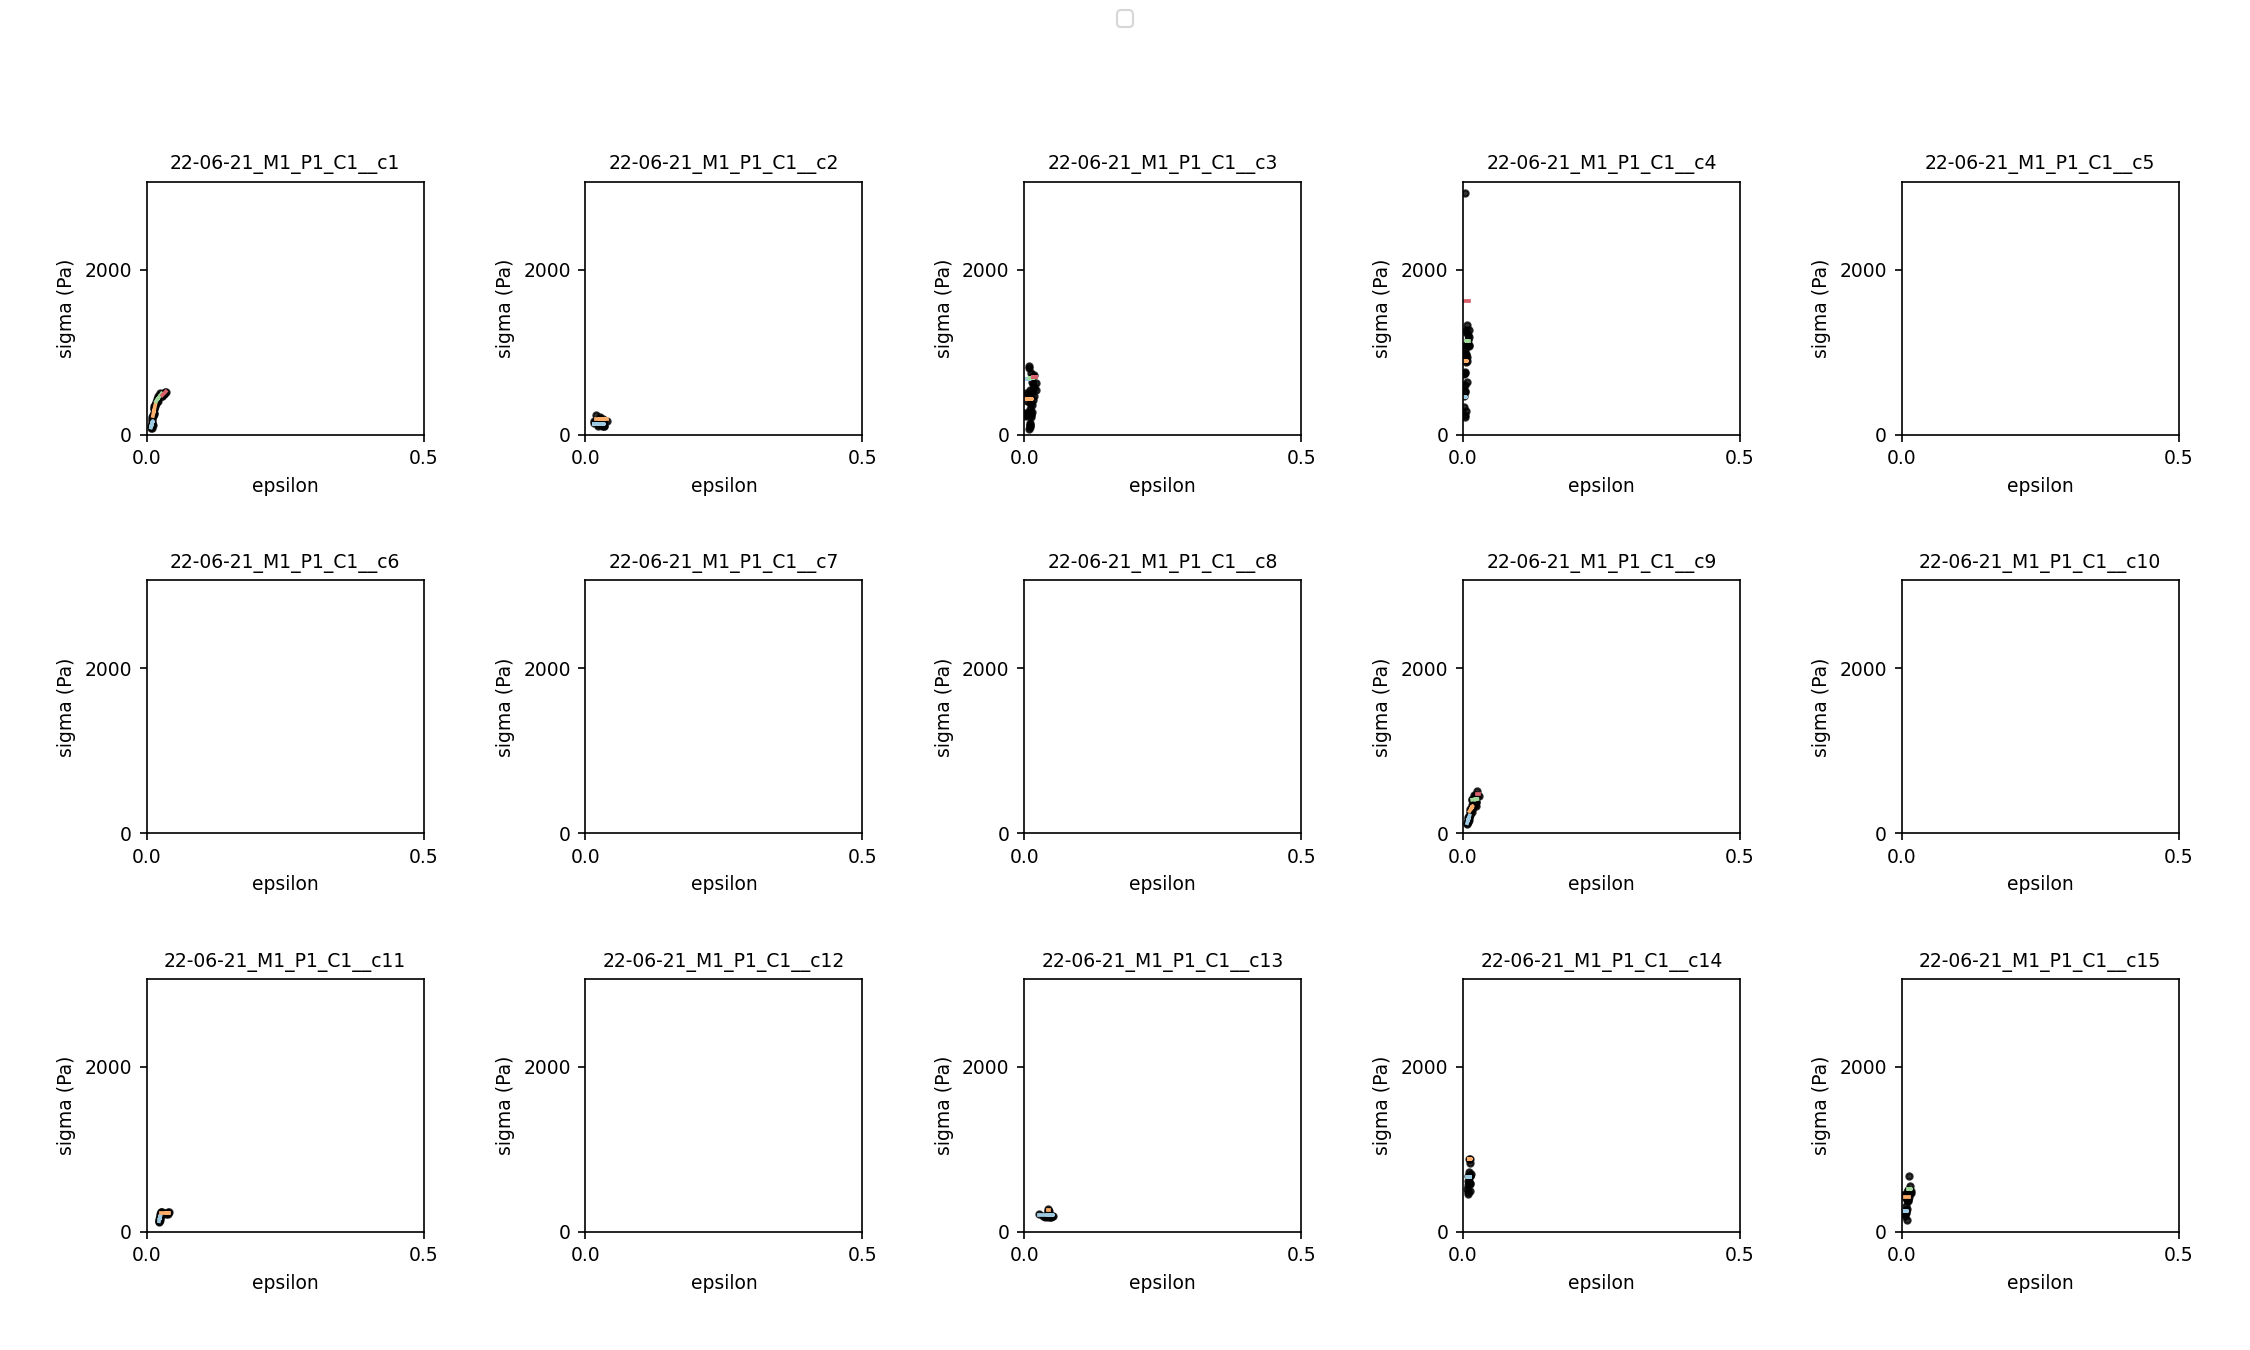 22-06-21_M1_P1_C1__c1
22-06-21_M1_P1_C1__c2
22-06-21_M1_P1_C1__c3
22-06-21_M1_P1_C1__c4
22-06-21_M1_P1_C1__c5
sigma (Pa)
2000
0
0.0
0.5
epsilon
sigma (Pa)
2000
0
0.0
0.5
epsilon
sigma (Pa)
2000
0
0.0
0.5
epsilon
sigma (Pa)
2000
0
0.0
0.5
epsilon
sigma (Pa)
2000
0
0.0
0.5
epsilon
22-06-21_M1_P1_C1__c6
22-06-21_M1_P1_C1__c7
22-06-21_M1_P1_C1__c8
22-06-21_M1_P1_C1__c9
22-06-21_M1_P1_C1__c10
sigma (Pa)
2000
0
0.0
0.5
epsilon
sigma (Pa)
2000
0
0.0
0.5
epsilon
sigma (Pa)
2000
0
0.0
0.5
epsilon
sigma (Pa)
2000
0
0.0
0.5
epsilon
sigma (Pa)
2000
0
0.0
0.5
epsilon
22-06-21_M1_P1_C1__c11
22-06-21_M1_P1_C1__c12
22-06-21_M1_P1_C1__c13
22-06-21_M1_P1_C1__c14
22-06-21_M1_P1_C1__c15
sigma (Pa)
2000
0
0.0
0.5
epsilon
sigma (Pa)
2000
0
0.0
0.5
epsilon
sigma (Pa)
2000
0
0.0
0.5
epsilon
sigma (Pa)
2000
0
0.0
0.5
epsilon
sigma (Pa)
2000
0
0.0
0.5
epsilon